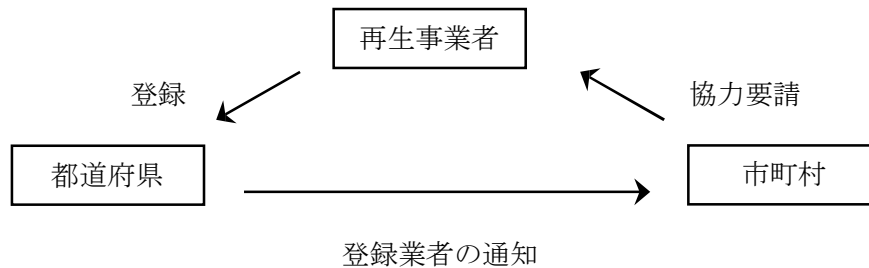 再生事業者
登録
協力要請
都道府県
市町村
登録業者の通知